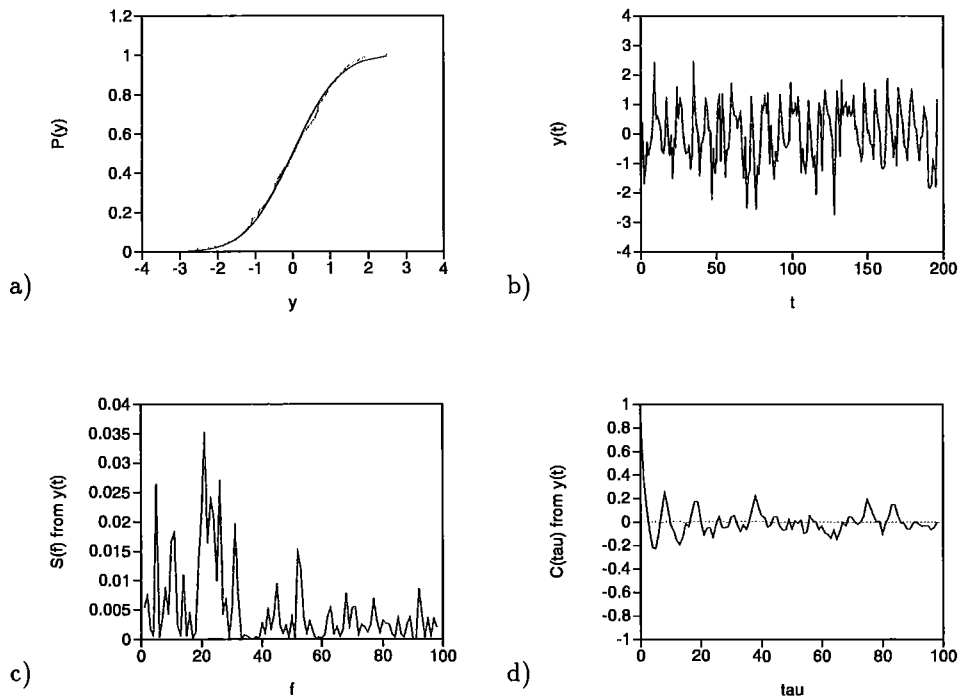 1.2
1
0.8
0.6
0.4
0.2
0
P(y)
-4 -3 -2 -1 0 1 2 3 4
y
a)
4
3
2
1
0
-1
-2
-3
-4
y(t)
0 50 100 150 200
t
b)
0.04
0.035
0.03
0.025
0.02
0.015
0.01
0.005
0
S(f) from y(t)
0 20 40 60 80 100
f
c)
1
0.8
0.6
0.4
0.2
0
-0.2
-0.4
-0.6
-0.8
-1
C(tau) from y(t)
0 20 40 60 80 100
tau
d)